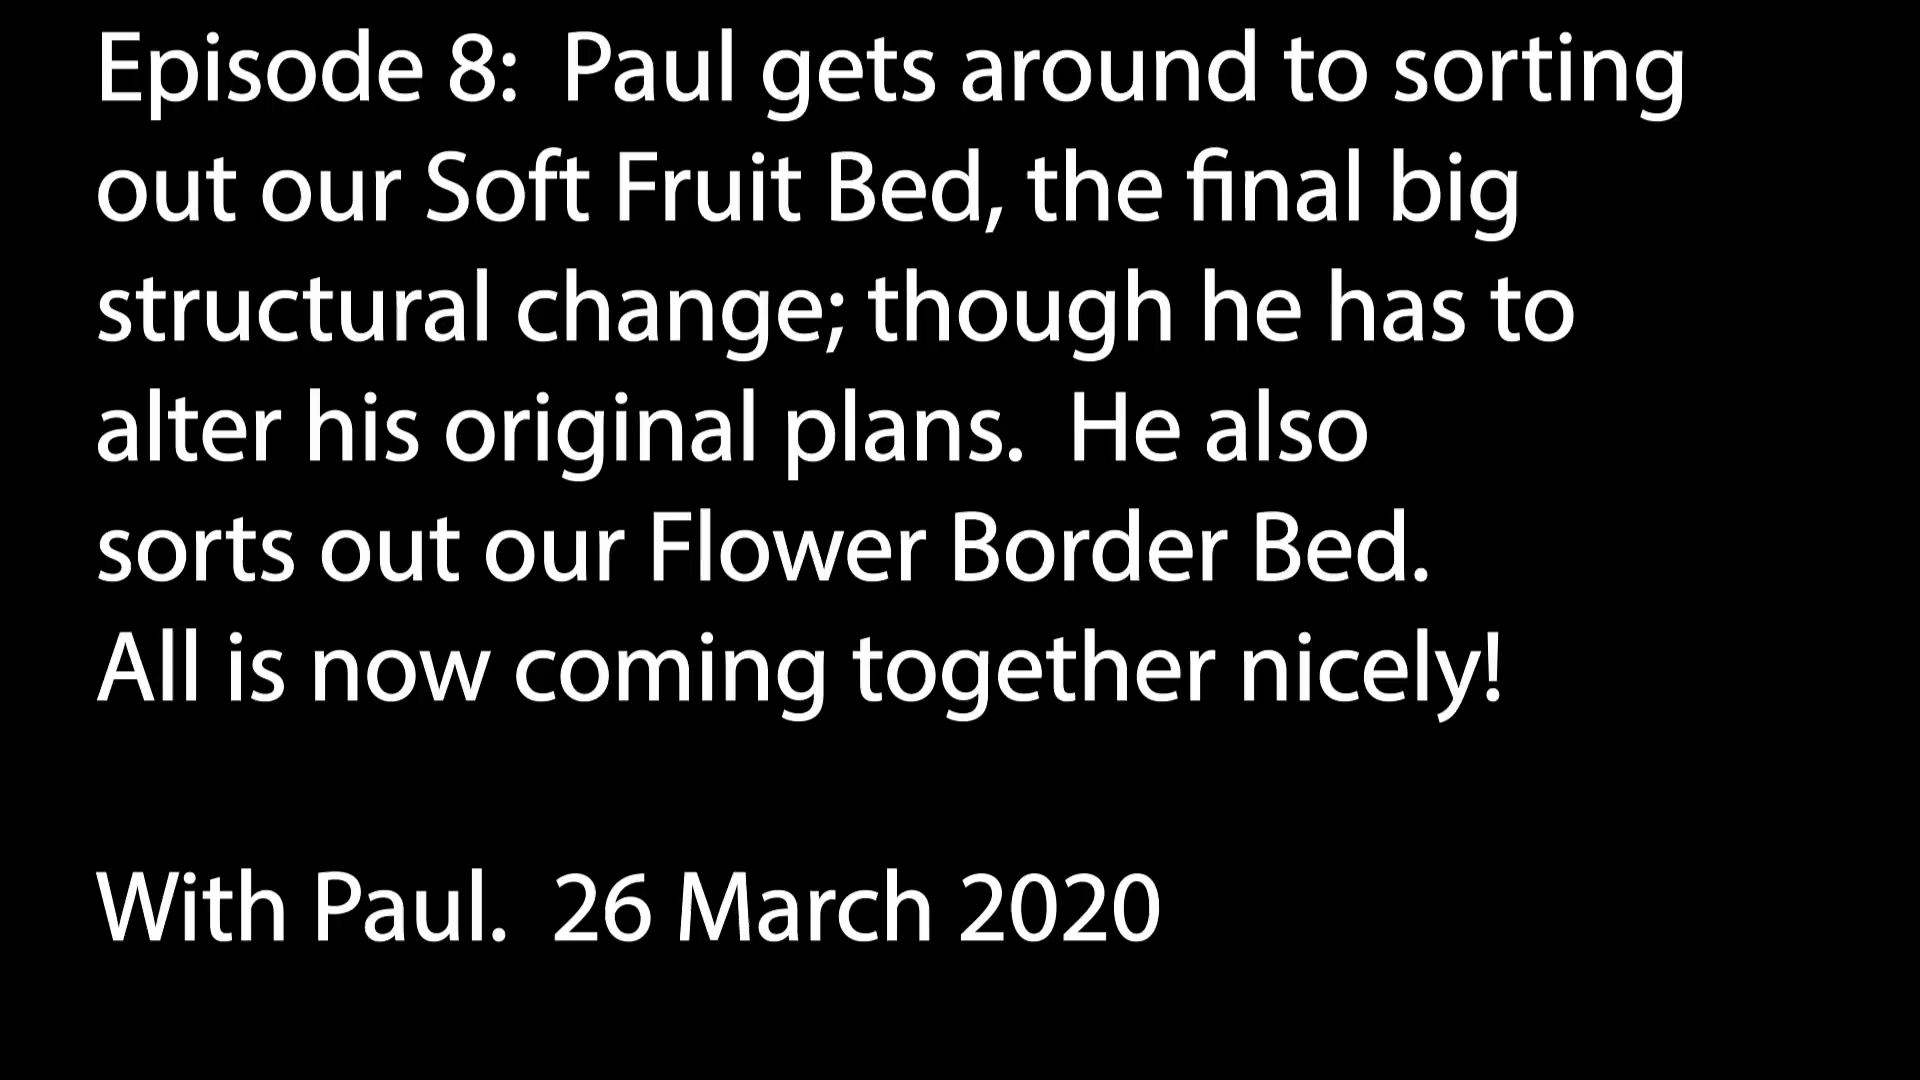 Episode 8:  Paul gets around to sorting
out our Soft Fruit Bed, the final big
structural change; though he has to
alter his original plans.  He also
sorts out our Flower Border Bed.
All is now coming together nicely!
With Paul.  26 March 2020